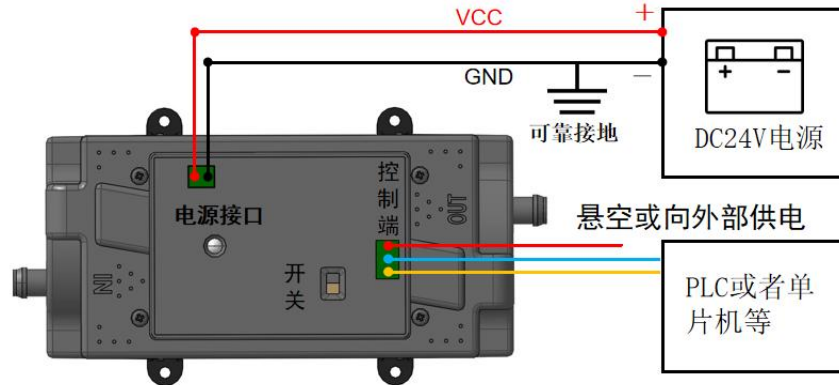 VCC
+
GND
—
+ -
可靠接地
DC24V电源
电源接口
控制端
OUT
悬空或向外部供电
IN
开关
PLC或者单
片机等